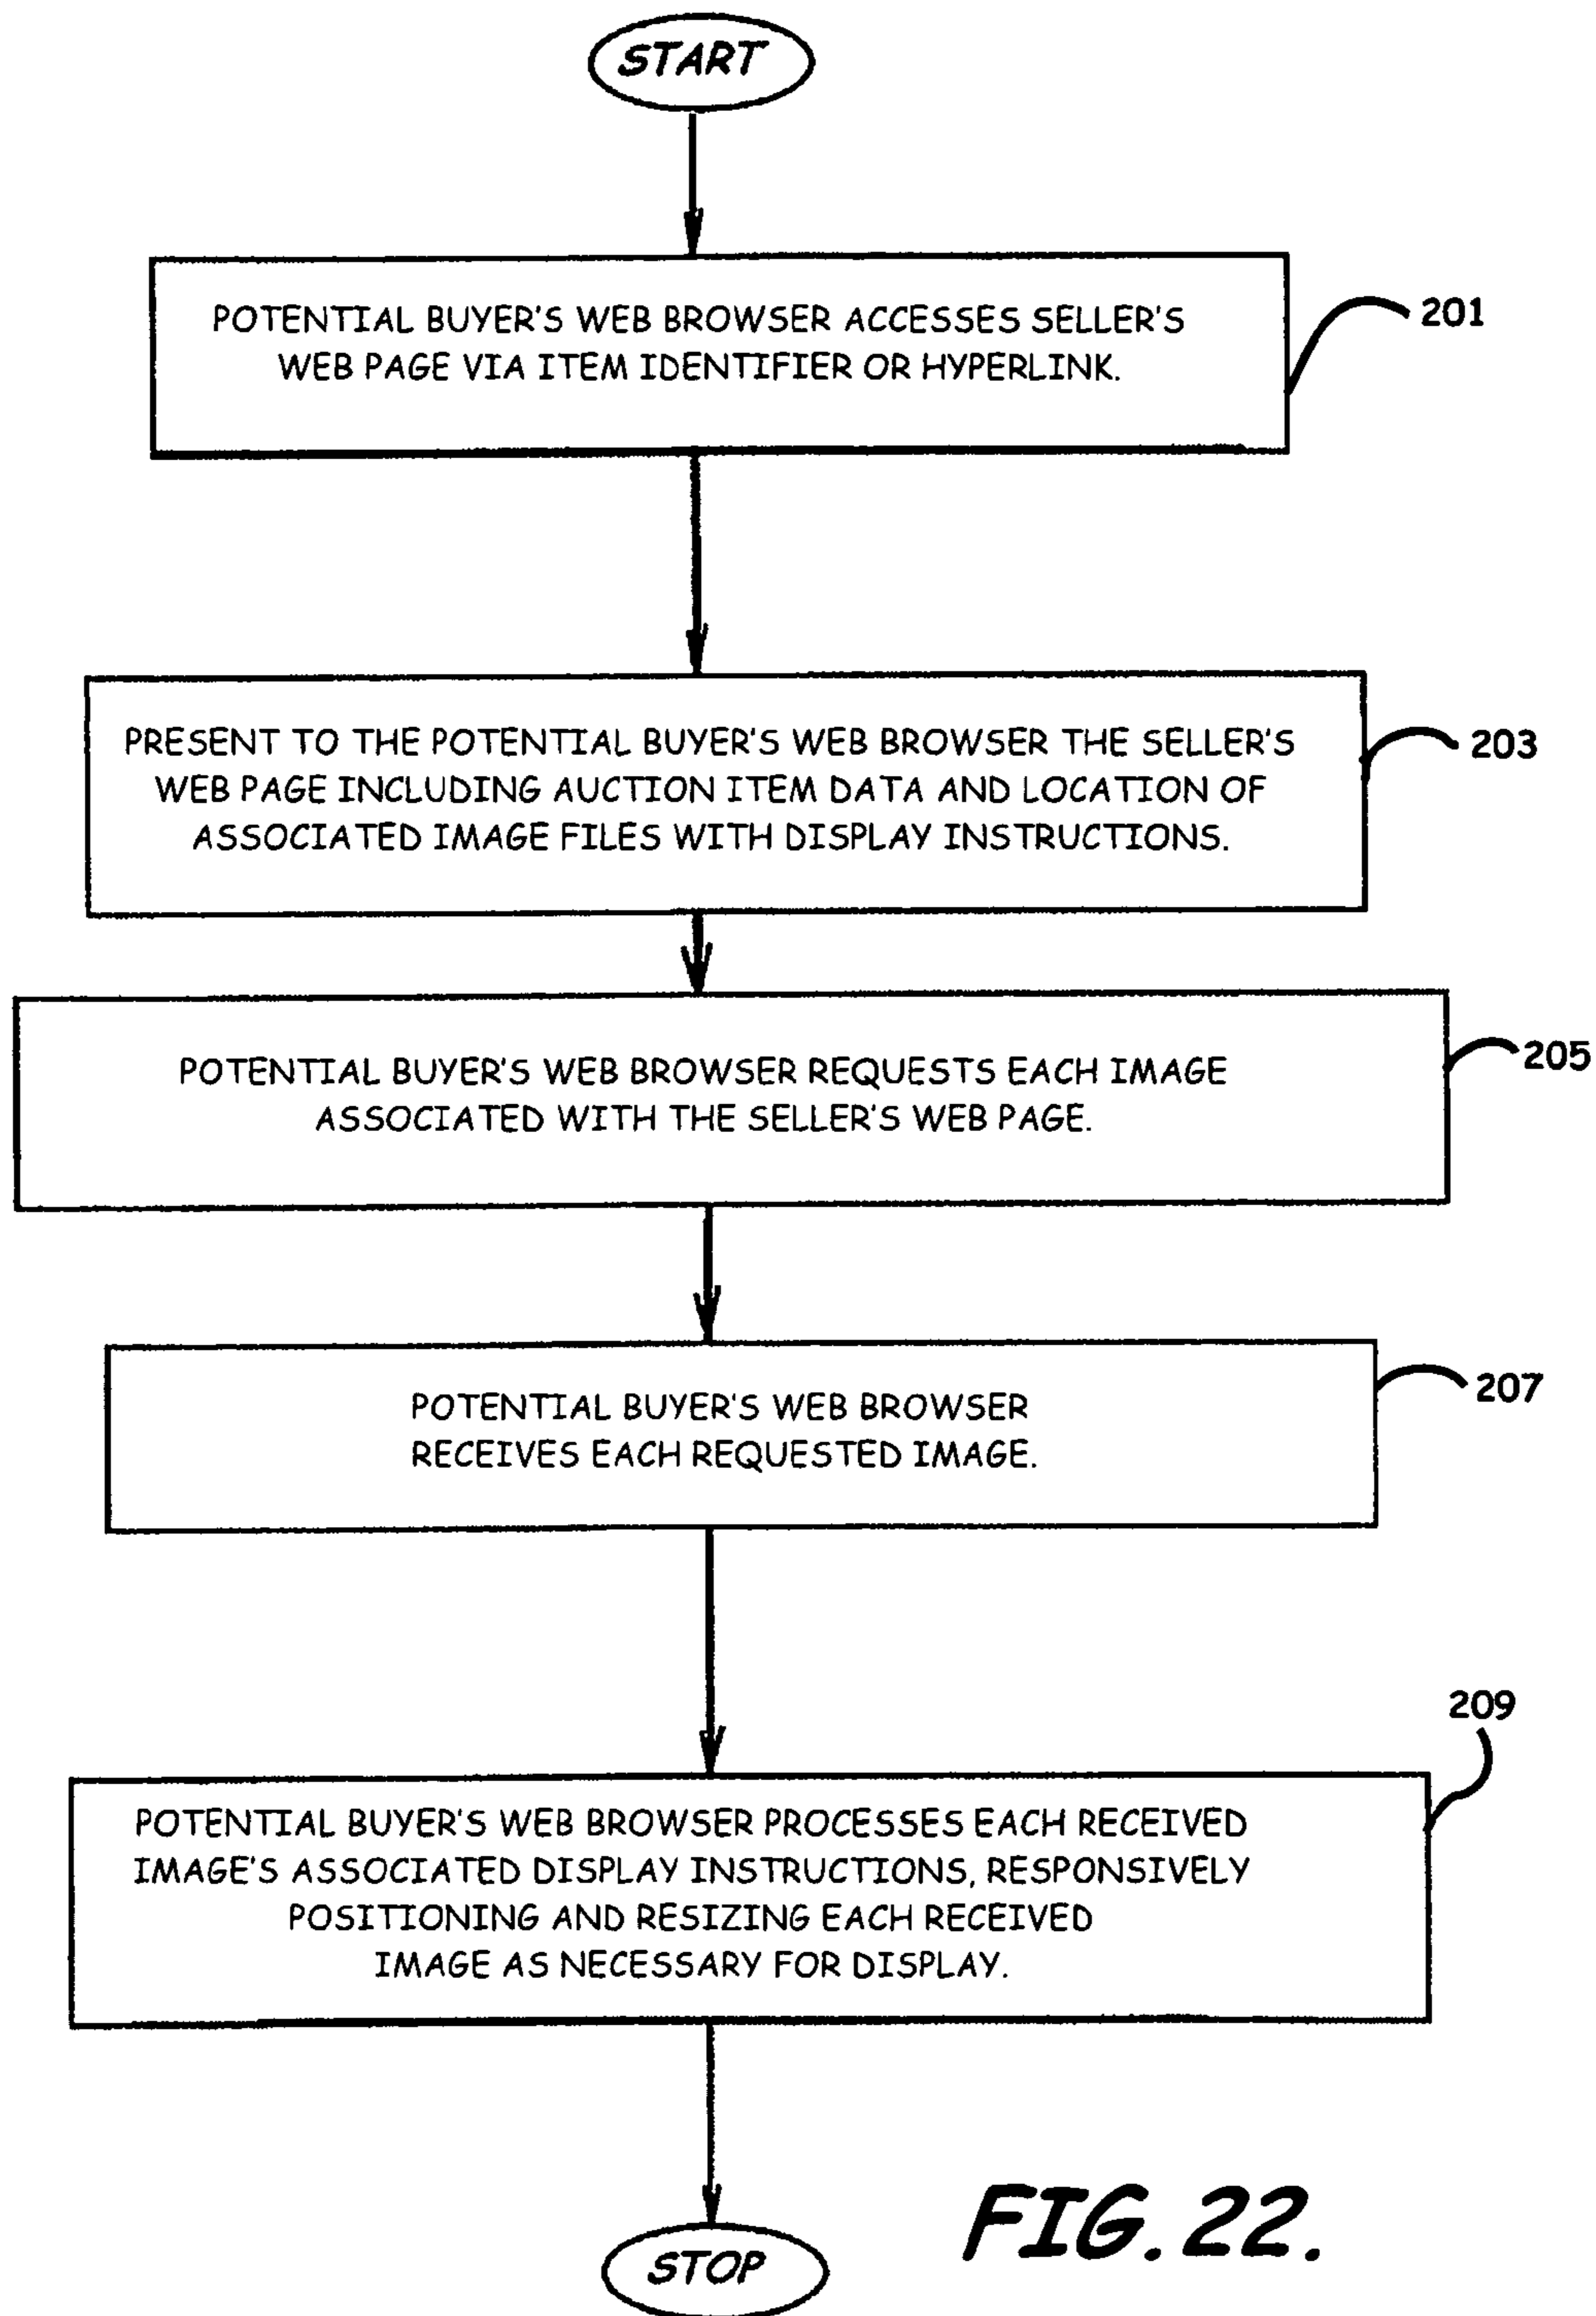 START
POTENTIAL BUYER'S WEB BROWSER ACCESSES SELLER'S
WEB PAGE VIA ITEM IDENTIFIER OR HYPERLINK.
201
PRESENT TO THE POTENTIAL BUYER'S WEB BROWSER THE SELLER'S
WEB PAGE INCLUDING AUCTION ITEM DATA AND LOCATION OF
ASSOCIATED IMAGE FILES WITH DISPLAY INSTRUCTIONS.
203
POTENTIAL BUYER'S WEB BROWSER REQUESTS EACH IMAGE
ASSOCIATED WITH THE SELLER'S WEB PAGE.
205
POTENTIAL BUYER'S WEB BROWSER
RECEIVES EACH REQUESTED IMAGE.
207
209
POTENTIAL BUYER'S WEB BROWSER PROCESSES EACH RECEIVED
IMAGE'S ASSOCIATED DISPLAY INSTRUCTIONS, RESPONSIVELY
POSITIONING AND RESIZING EACH RECEIVED
IMAGE AS NECESSARY FOR DISPLAY.
STOP
FIG. 22.